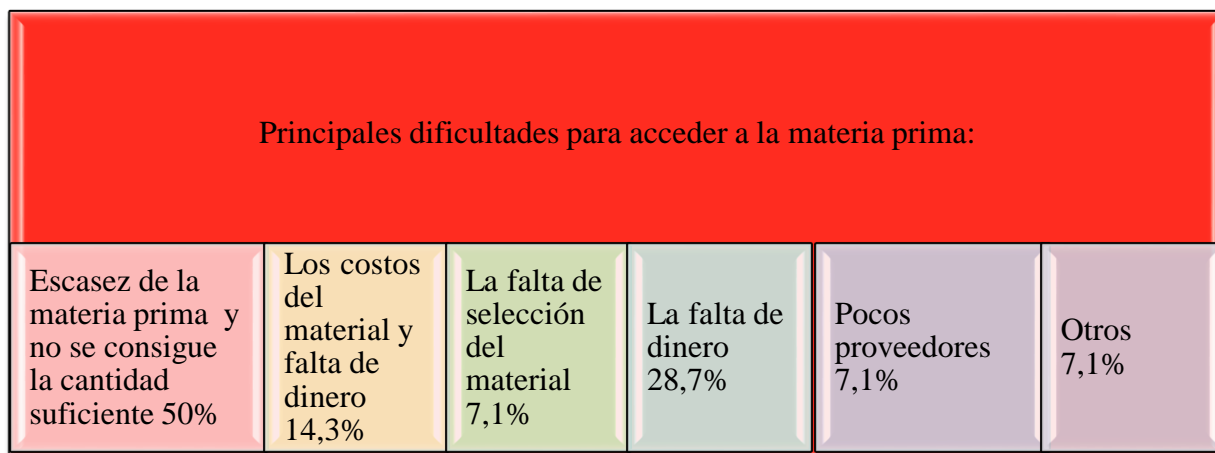 Principales dificultades para acceder a la materia prima:
Escasez de la
materia prima y
no se consigue
la cantidad
suficiente 50%
Los costos
del
material y
falta de
dinero
14,3%
La falta de
selección
del
material
7,1%
La falta de
dinero
28,7%
Pocos
proveedores
7,1%
Otros
7,1%